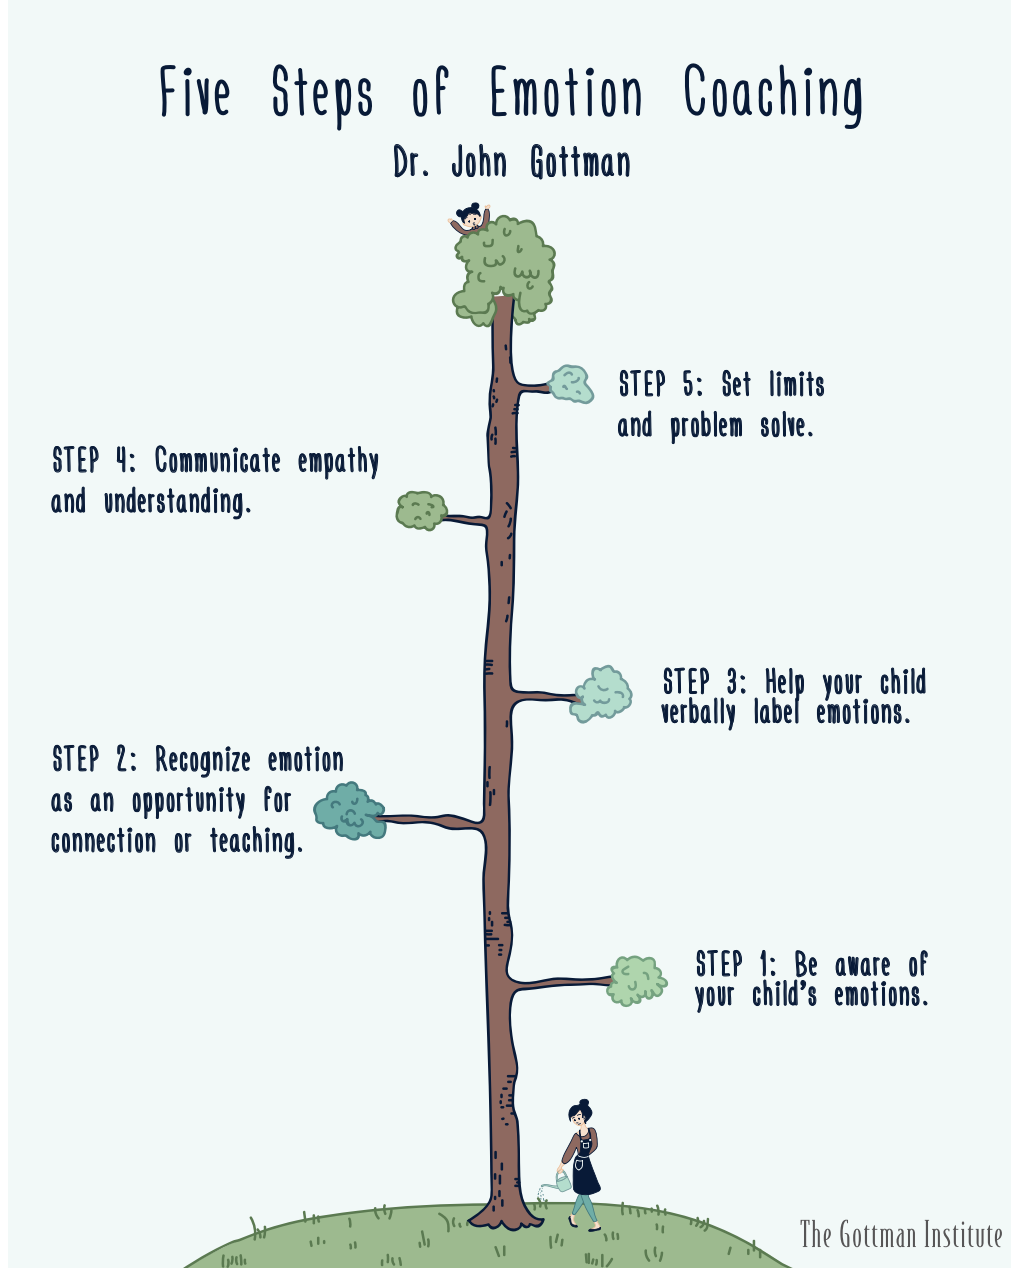 Five Steps of Emotion Coaching
Dr. John Gottman
STEP 5: Set limits
and problem solve.
STEP 4: Communicate empathy
and understanding.
STEP 3: Help your child
verbally label emotions.
STEP 2: Recognize emotion
as an opportunity for
connection or teaching.
STEP 1: Be aware of
your child's emotions.
The Gottman Institute